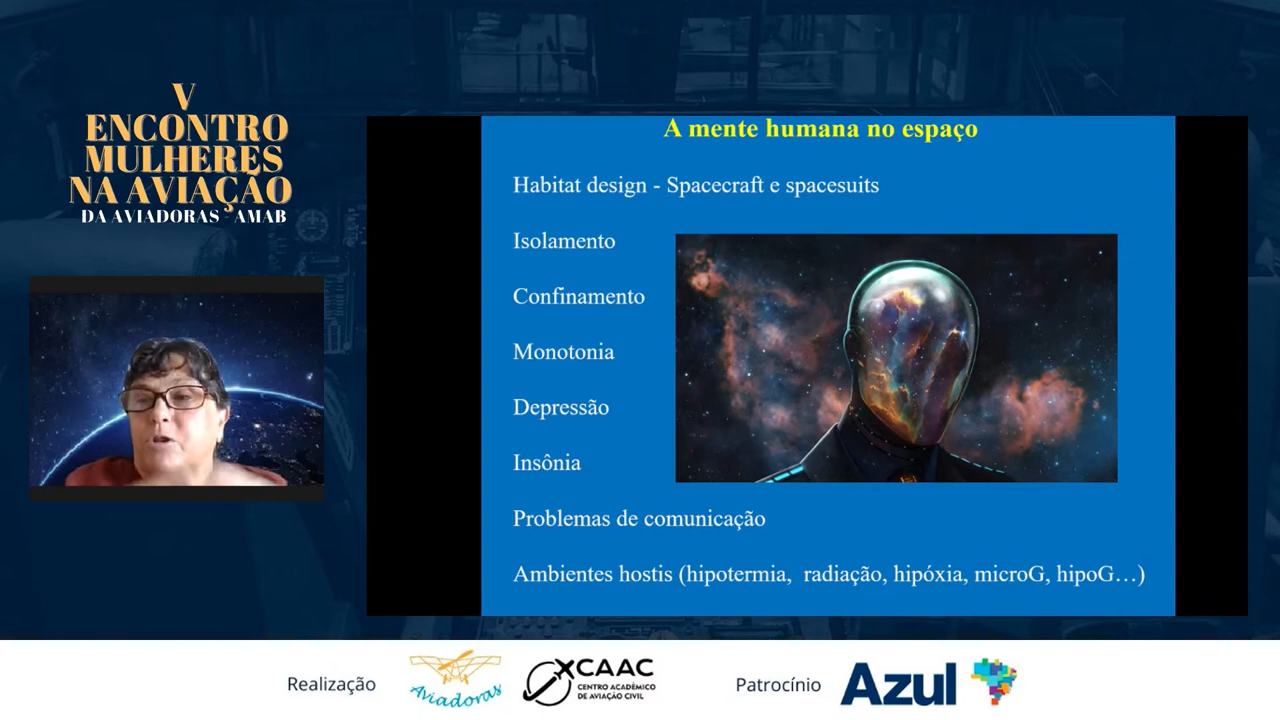 V
ENCONTRO
MULHERES
NA AVIAÇÃO
DA AVIADORAS - AMAB
A mente humana no espaço
Habitat design - Spacecraft e spacesuits
Isolamento
Confinamento
Monotonia
Depressão
Insônia
Problemas de comunicação
Ambientes hostis (hipotermia, radiação, hipóxia, microG, hipoG…)
Realização
Aviadoras
CAAC
CENTRO ACADÊMICO
DE AVIAÇÃO CIVIL
Patrocínio
Azul